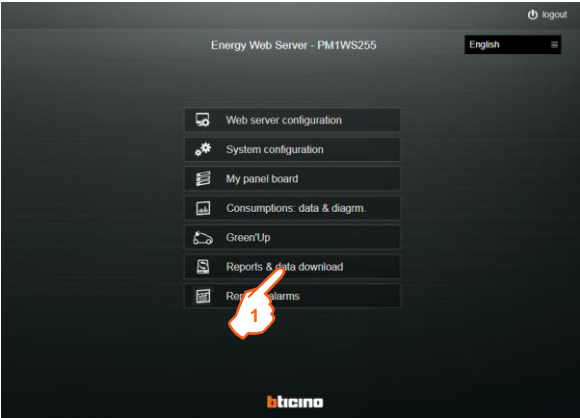 logout
Energy Web Server - PM1WS255
English
Web server configuration
System configuration
My panel board
Consumptions: data & diagrm.
Green'Up
Reports & data download
alarms
1
bticino